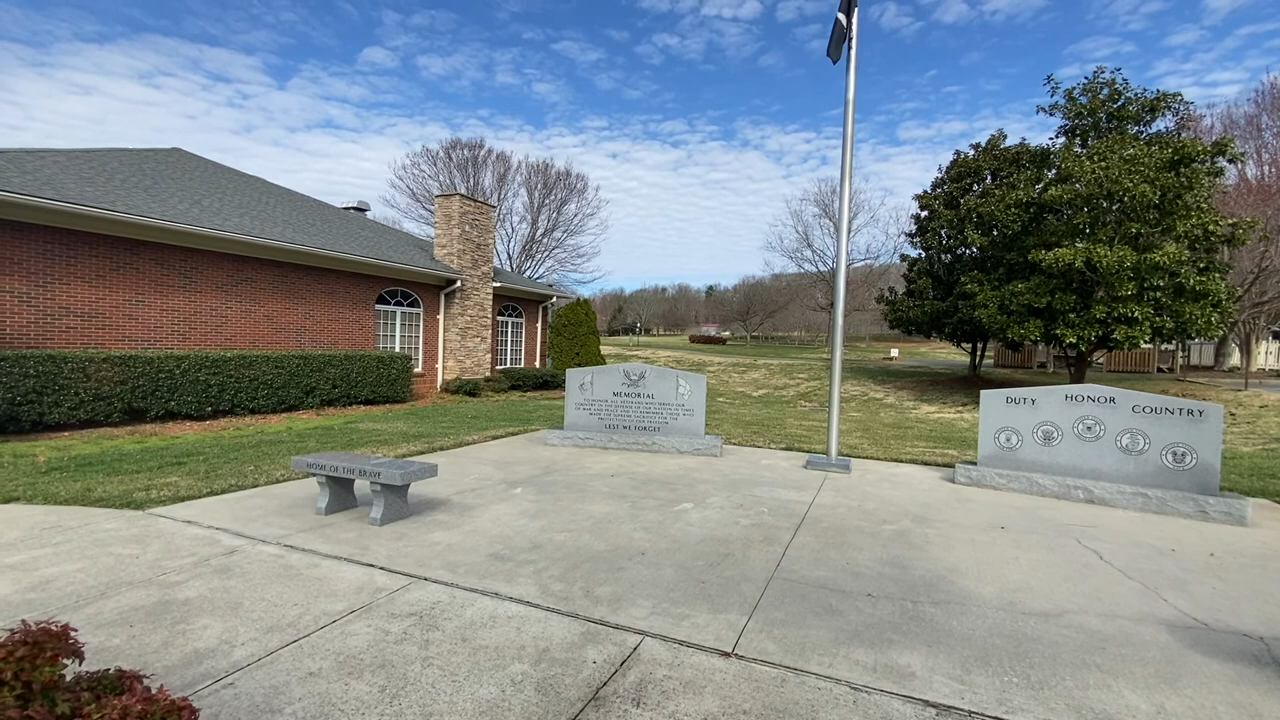 HOME OF THE BRAVE
MEMORIAL
TO HONOR ALL VETERANS WHO SERVED OUR
COUNTRY IN THE DEFENSE OF OUR NATION IN TIMES
OF WAR AND PEACE AND TO REMEMBER THOSE WHO
MADE THE SUPREME SACRIFICE FOR THE
PROTECTION OF OUR FREEDOM
LEST WE FORGET
DUTY HONOR COUNTRY